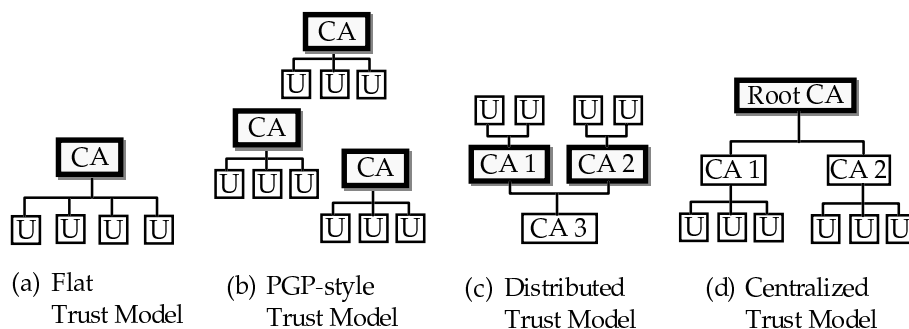 CA
U U U
CA
U U U
CA
U U U
CA
U U U U
U U U U
CA 1 CA 2
CA 3
Root CA
CA 1 CA 2
U U U U U U
(a) Flat
Trust Model
(b) PGP-style
Trust Model
(c) Distributed
Trust Model
(d) Centralized
Trust Model